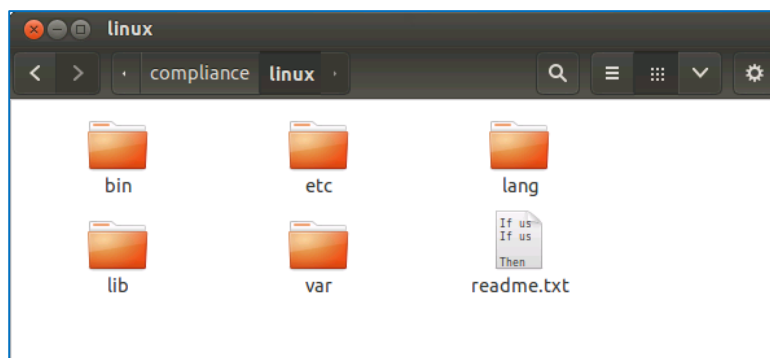 linux
compliance linux
bin etc lang
If us
If us
Then
lib var readme.txt